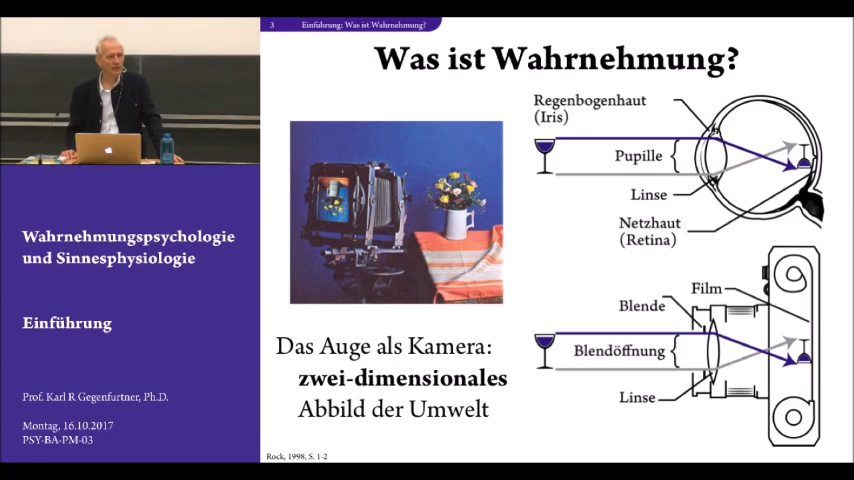 3 Einführung: Was ist Wahrnehmung?
Was ist Wahrnehmung?
Regenbogenhaut
(Iris)
Pupille
Linse
Netzhaut
(Retina)
Film
Blende
Blendöffnung
Linse
Das Auge als Kamera:
zwei-dimensionales
Abbild der Umwelt
Rock, 1998, S. 1-2
Wahrnehmungspsychologie
und Sinnesphysiologie
Einführung
Prof. Karl R Gegenfurtner, Ph.D.
Montag, 16.10.2017
PSY-BA-PM-03